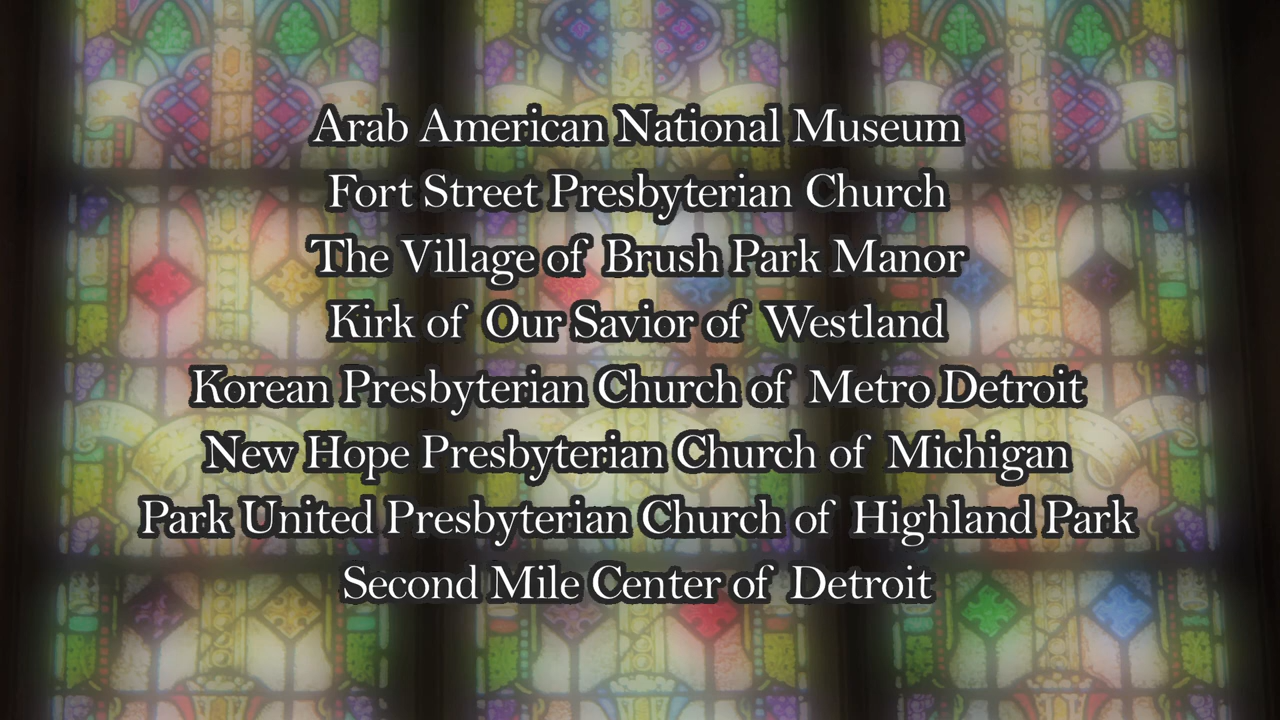 Arab American National Museum
Fort Street Presbyterian Church
The Village of Brush Park Manor
Kirk of Our Savior of Westland
Korean Presbyterian Church of Metro Detroit
New Hope Presbyterian Church of Michigan
Park United Presbyterian Church of Highland Park
Second Mile Center of Detroit